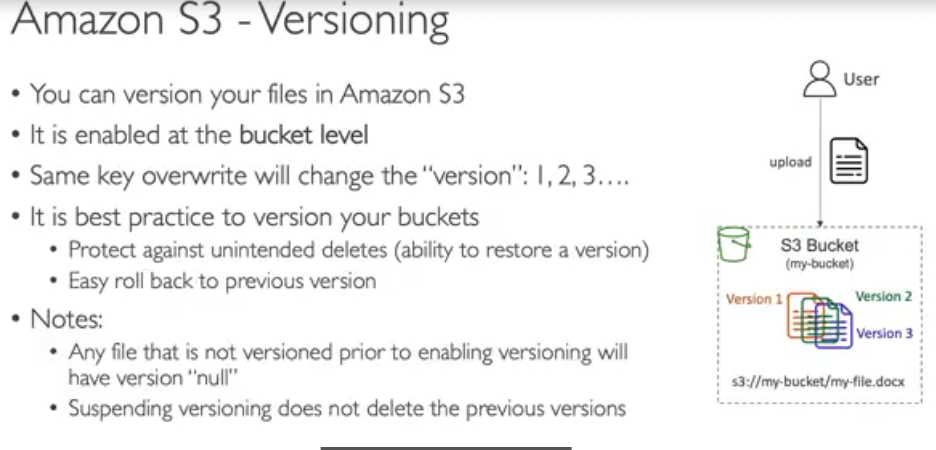 Amazon S3 - Versioning
• You can version your files in Amazon S3
• It is enabled at the bucket level
• Same key overwrite will change the “version”: 1, 2, 3….
• It is best practice to version your buckets
• Protect against unintended deletes (ability to restore a version)
• Easy roll back to previous version
• Notes:
• Any file that is not versioned prior to enabling versioning will
have version “null”
• Suspending versioning does not delete the previous versions
User
upload
S3 Bucket
(my-bucket)
Version 1
Version 2
Version 3
s3://my-bucket/my-file.docx